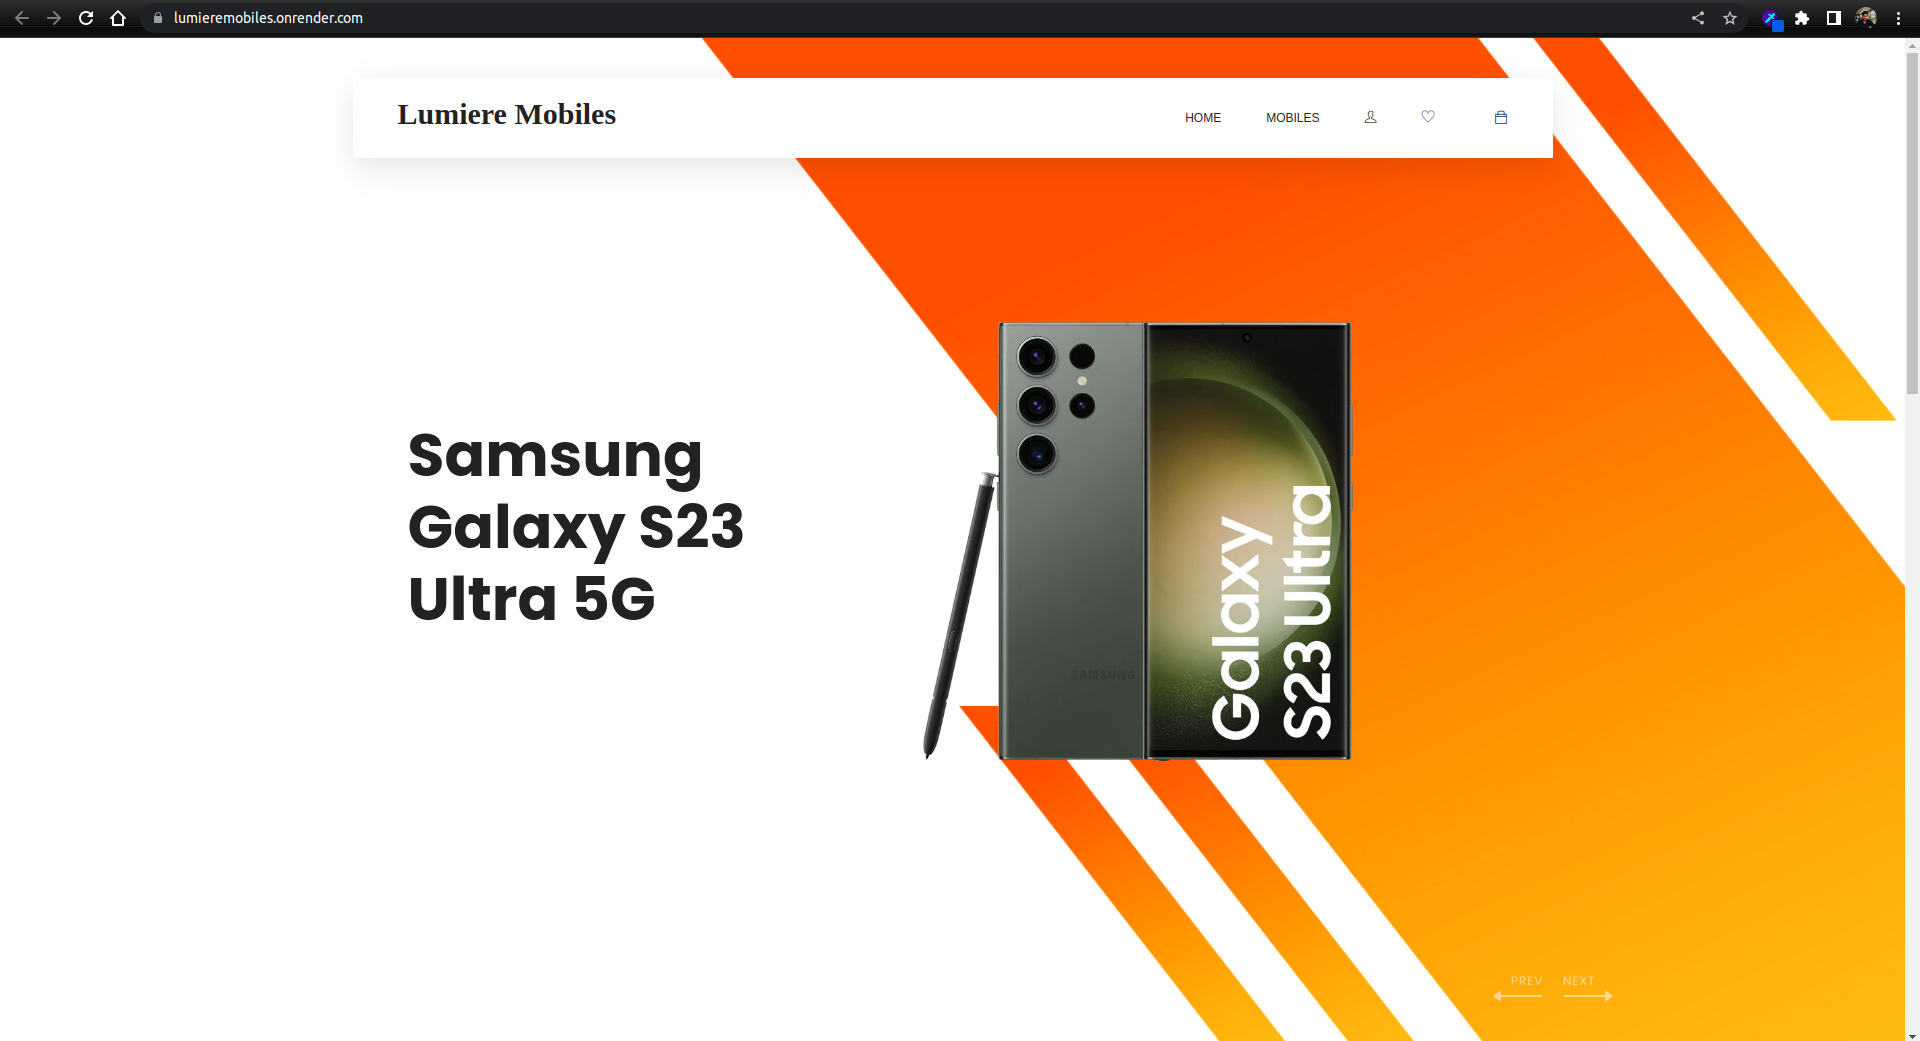 lumieremobiles.onrender.com
Lumiere Mobiles
HOME
MOBILES
Samsung
Galaxy S23
Ultra 5G
SAMSUNG
Galaxy
S23 Ultra
PREV
NEXT